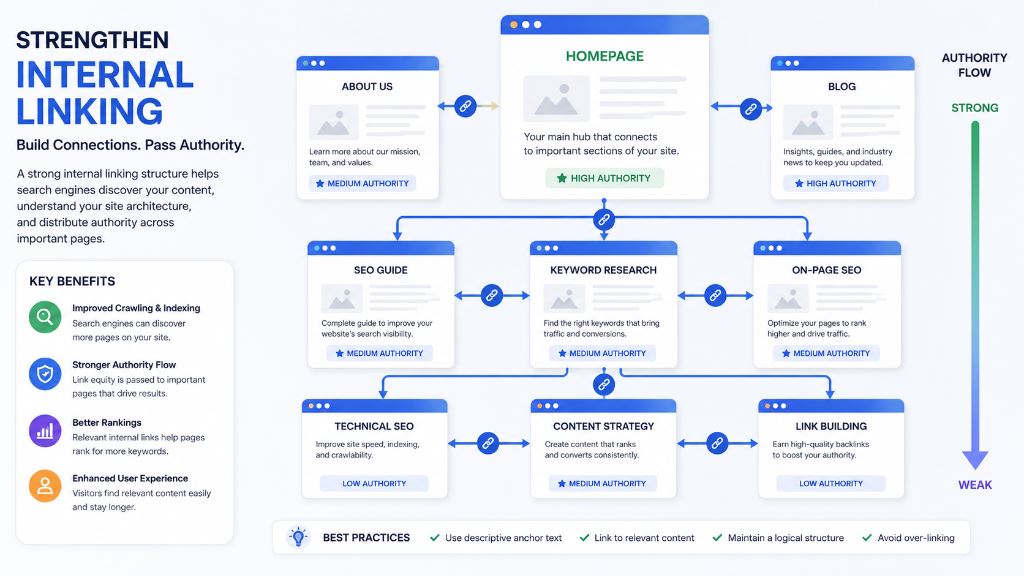 STRENGTHEN
INTERNAL
LINKING
Build Connections. Pass Authority.
A strong internal linking structure helps
search engines discover your content,
understand your site architecture,
and distribute authority across
important pages.
KEY BENEFITS
Improved Crawling & Indexing
Search engines can discover
more pages on your site.
Stronger Authority Flow
Link equity is passed to important
pages that drive results.
Better Rankings
Relevant internal links help pages
rank for more keywords.
Enhanced User Experience
Visitors find relevant content easily
and stay longer.
ABOUT US
Learn more about our mission,
team, and values.
MEDIUM AUTHORITY
HOMEPAGE
Your main hub that connects
to important sections of your site.
HIGH AUTHORITY
BLOG
Insights, guides, and industry
news to keep you updated.
HIGH AUTHORITY
SEO GUIDE
Complete guide to improve your
website's search visibility.
MEDIUM AUTHORITY
KEYWORD RESEARCH
Find the right keywords that bring
traffic and conversions.
MEDIUM AUTHORITY
ON-PAGE SEO
Optimize your pages to rank
higher and drive traffic.
MEDIUM AUTHORITY
TECHNICAL SEO
Improve site speed, indexing,
and crawlability.
LOW AUTHORITY
CONTENT STRATEGY
Create content that ranks
and converts consistently.
MEDIUM AUTHORITY
LINK BUILDING
Earn high-quality backlinks
to boost your authority.
LOW AUTHORITY
AUTHORITY
FLOW
STRONG
WEAK
BEST PRACTICES
Use descriptive anchor text
Link to relevant content
Maintain a logical structure
Avoid over-linking